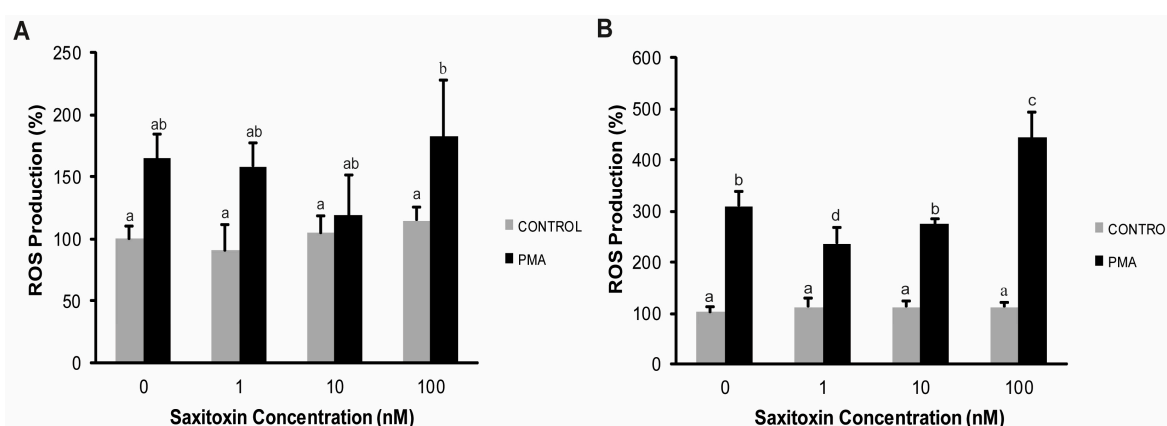 A
250
200
150
100
50
0
ROS Production (%)
a
ab
a
ab
a
ab
a
b
0 1 10 100
Saxitoxin Concentration (nM)
CONTROL
PMA
B
600
500
400
300
200
100
0
ROS Production (%)
a
b
a
d
a
b
a
c
0 1 10 100
Saxitoxin Concentration (nM)
CONTRO
PMA